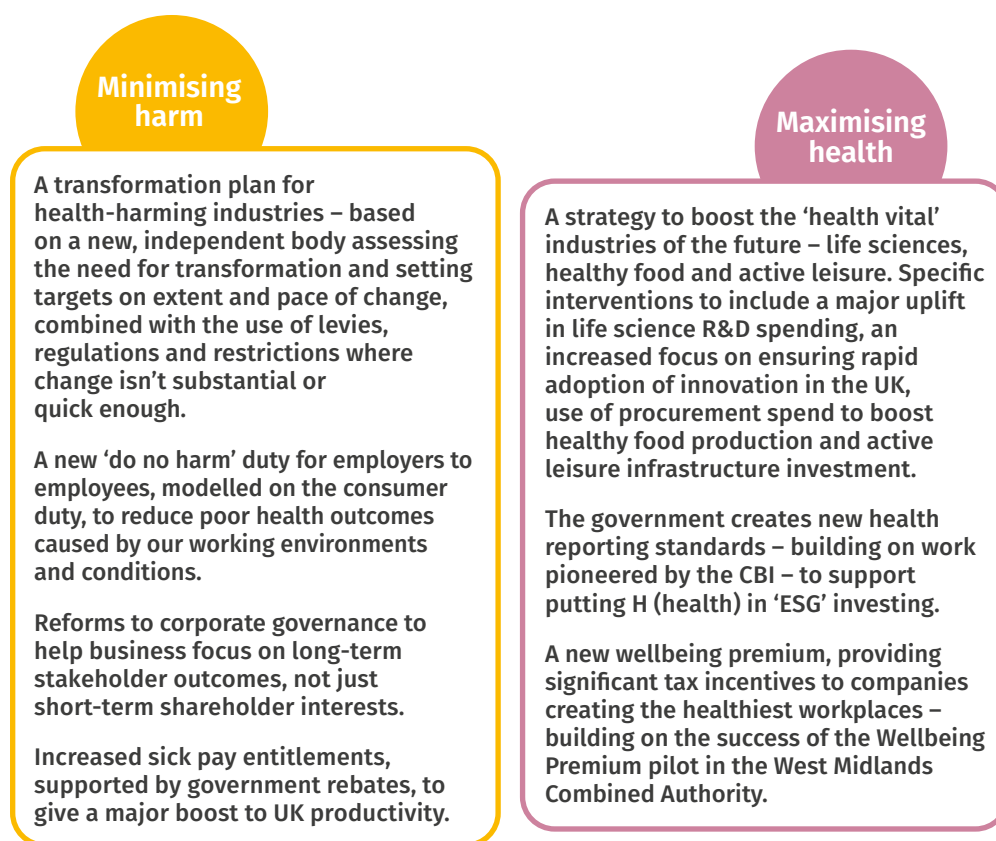 Minimising
harm
A transformation plan for
health-harming industries – based
on a new, independent body assessing
the need for transformation and setting
targets on extent and pace of change,
combined with the use of levies,
regulations and restrictions where
change isn’t substantial or
quick enough.
A new ‘do no harm’ duty for employers to
employees, modelled on the consumer
duty, to reduce poor health outcomes
caused by our working environments
and conditions.
Reforms to corporate governance to
help business focus on long-term
stakeholder outcomes, not just
short-term shareholder interests.
Increased sick pay entitlements,
supported by government rebates, to
give a major boost to UK productivity.
Maximising
health
A strategy to boost the ‘health vital’
industries of the future – life sciences,
healthy food and active leisure. Specific
interventions to include a major uplift
in life science R&D spending, an
increased focus on ensuring rapid
adoption of innovation in the UK,
use of procurement spend to boost
healthy food production and active
leisure infrastructure investment.
The government creates new health
reporting standards – building on work
pioneered by the CBI – to support
putting H (health) in ‘ESG’ investing.
A new wellbeing premium, providing
significant tax incentives to companies
creating the healthiest workplaces –
building on the success of the Wellbeing
Premium pilot in the West Midlands
Combined Authority.